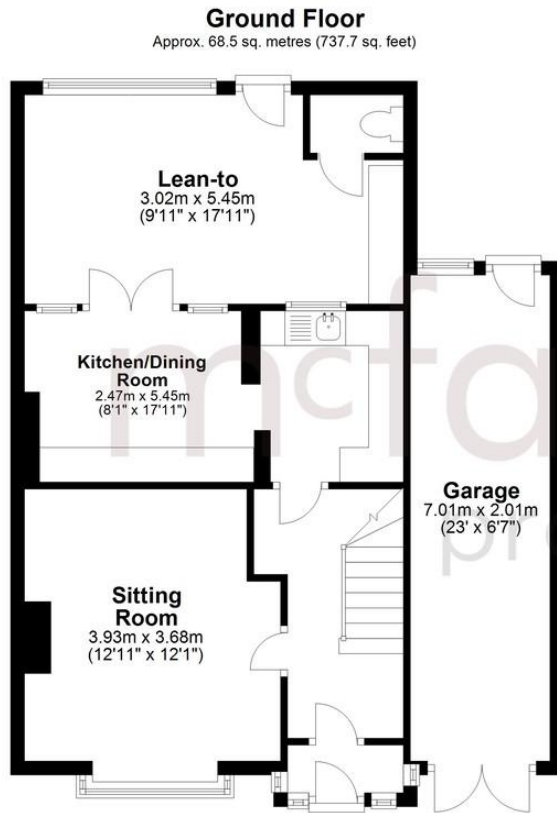 Ground Floor
Approx. 68.5 sq. metres (737.7 sq. feet)
Lean-to
3.02m x 5.45m
(9'11" x 17'11")
Kitchen/Dining
Room
2.47m x 5.45m
(8'1" x 17'11")
Garage
7.01m x 2.01m
(23' x 6'7")
Sitting
Room
3.93m x 3.68m
(12'11" x 12'1")
mcfa
pr